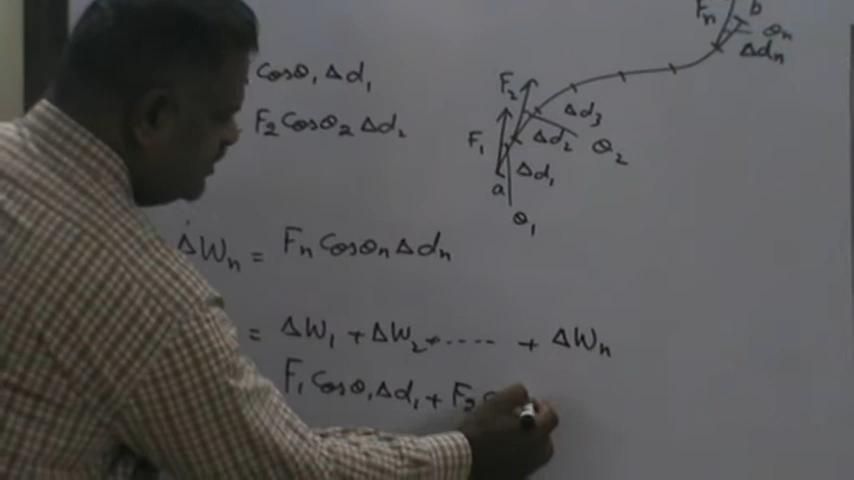 Cosθ₁ Δd₁
F₂ Cosθ₂ Δd₂
ΔWₙ = Fₙ Cosθₙ Δdₙ
= ΔW₁ + ΔW₂ + ..... + ΔWₙ
F₁ Cosθ₁ Δd₁ + F₂
Fₙ b
θₙ
Δdₙ
F₂
Δd₃
F₁ Δd₂ θ₂
a Δd₁
θ₁